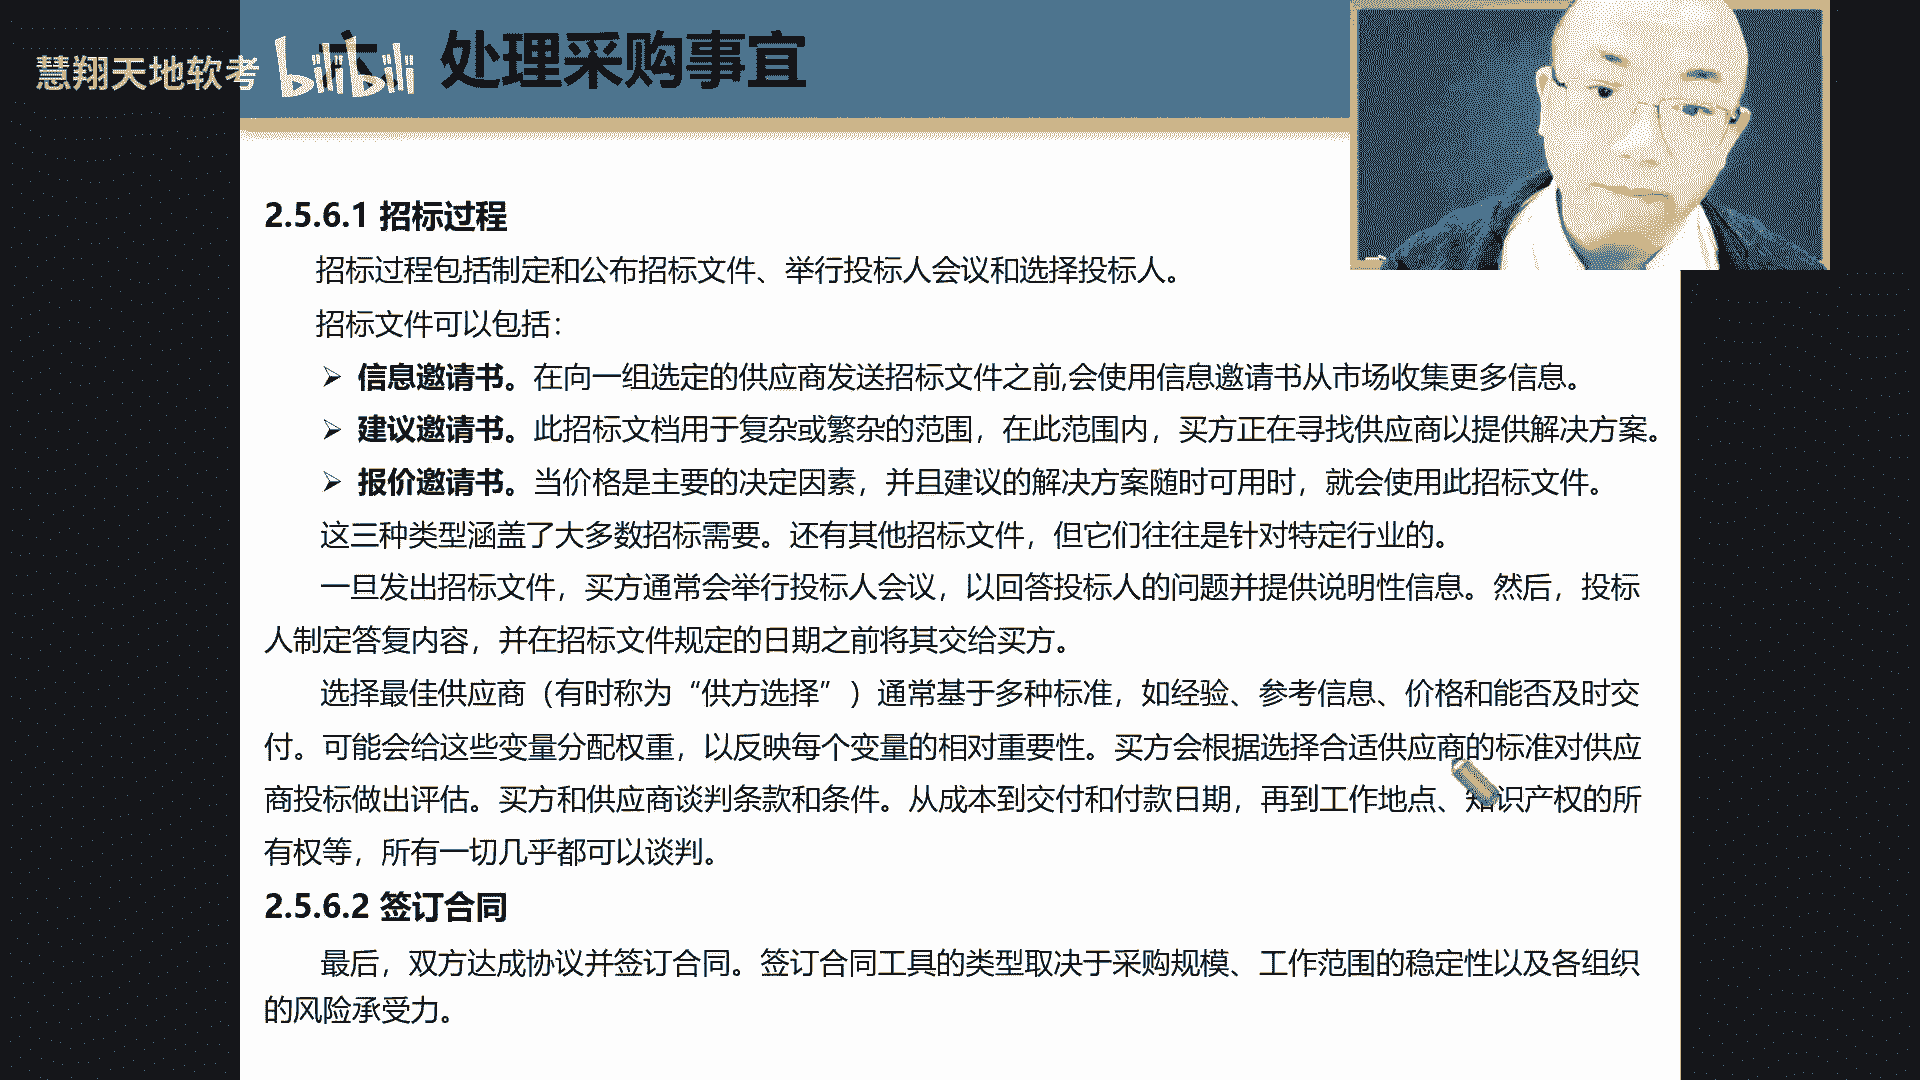 慧翔天地软考
bilibili
六、处理采购事宜
2.5.6.1 招标过程
招标过程包括制定和公布招标文件、举行投标人会议和选择投标人。
招标文件可以包括：
➢ 信息邀请书。在向一组选定的供应商发送招标文件之前,会使用信息邀请书从市场收集更多信息。
➢ 建议邀请书。此招标文档用于复杂或繁杂的范围，在此范围内，买方正在寻找供应商以提供解决方案。
➢ 报价邀请书。当价格是主要的决定因素，并且建议的解决方案随时可用时，就会使用此招标文件。
这三种类型涵盖了大多数招标需要。还有其他招标文件，但它们往往是针对特定行业的。
一旦发出招标文件，买方通常会举行投标人会议，以回答投标人的问题并提供说明性信息。然后，投标
人制定答复内容，并在招标文件规定的日期之前将其交给买方。
选择最佳供应商（有时称为“供方选择”）通常基于多种标准，如经验、参考信息、价格和能否及时交
付。可能会给这些变量分配权重，以反映每个变量的相对重要性。买方会根据选择合适供应商的标准对供应
商投标做出评估。买方和供应商谈判条款和条件。从成本到交付和付款日期，再到工作地点、知识产权的所
有权等，所有一切几乎都可以谈判。
2.5.6.2 签订合同
最后，双方达成协议并签订合同。签订合同工具的类型取决于采购规模、工作范围的稳定性以及各组织
的风险承受力。